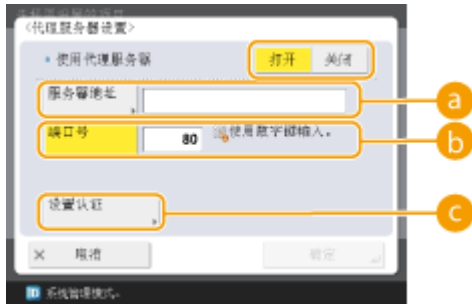 <代理服务器设置>
使用代理服务器
打开 关闭
服务器地址
a
端口号
80 使用数字键输入。
b
设置认证
c
× 取消
确定
系统管理模式。